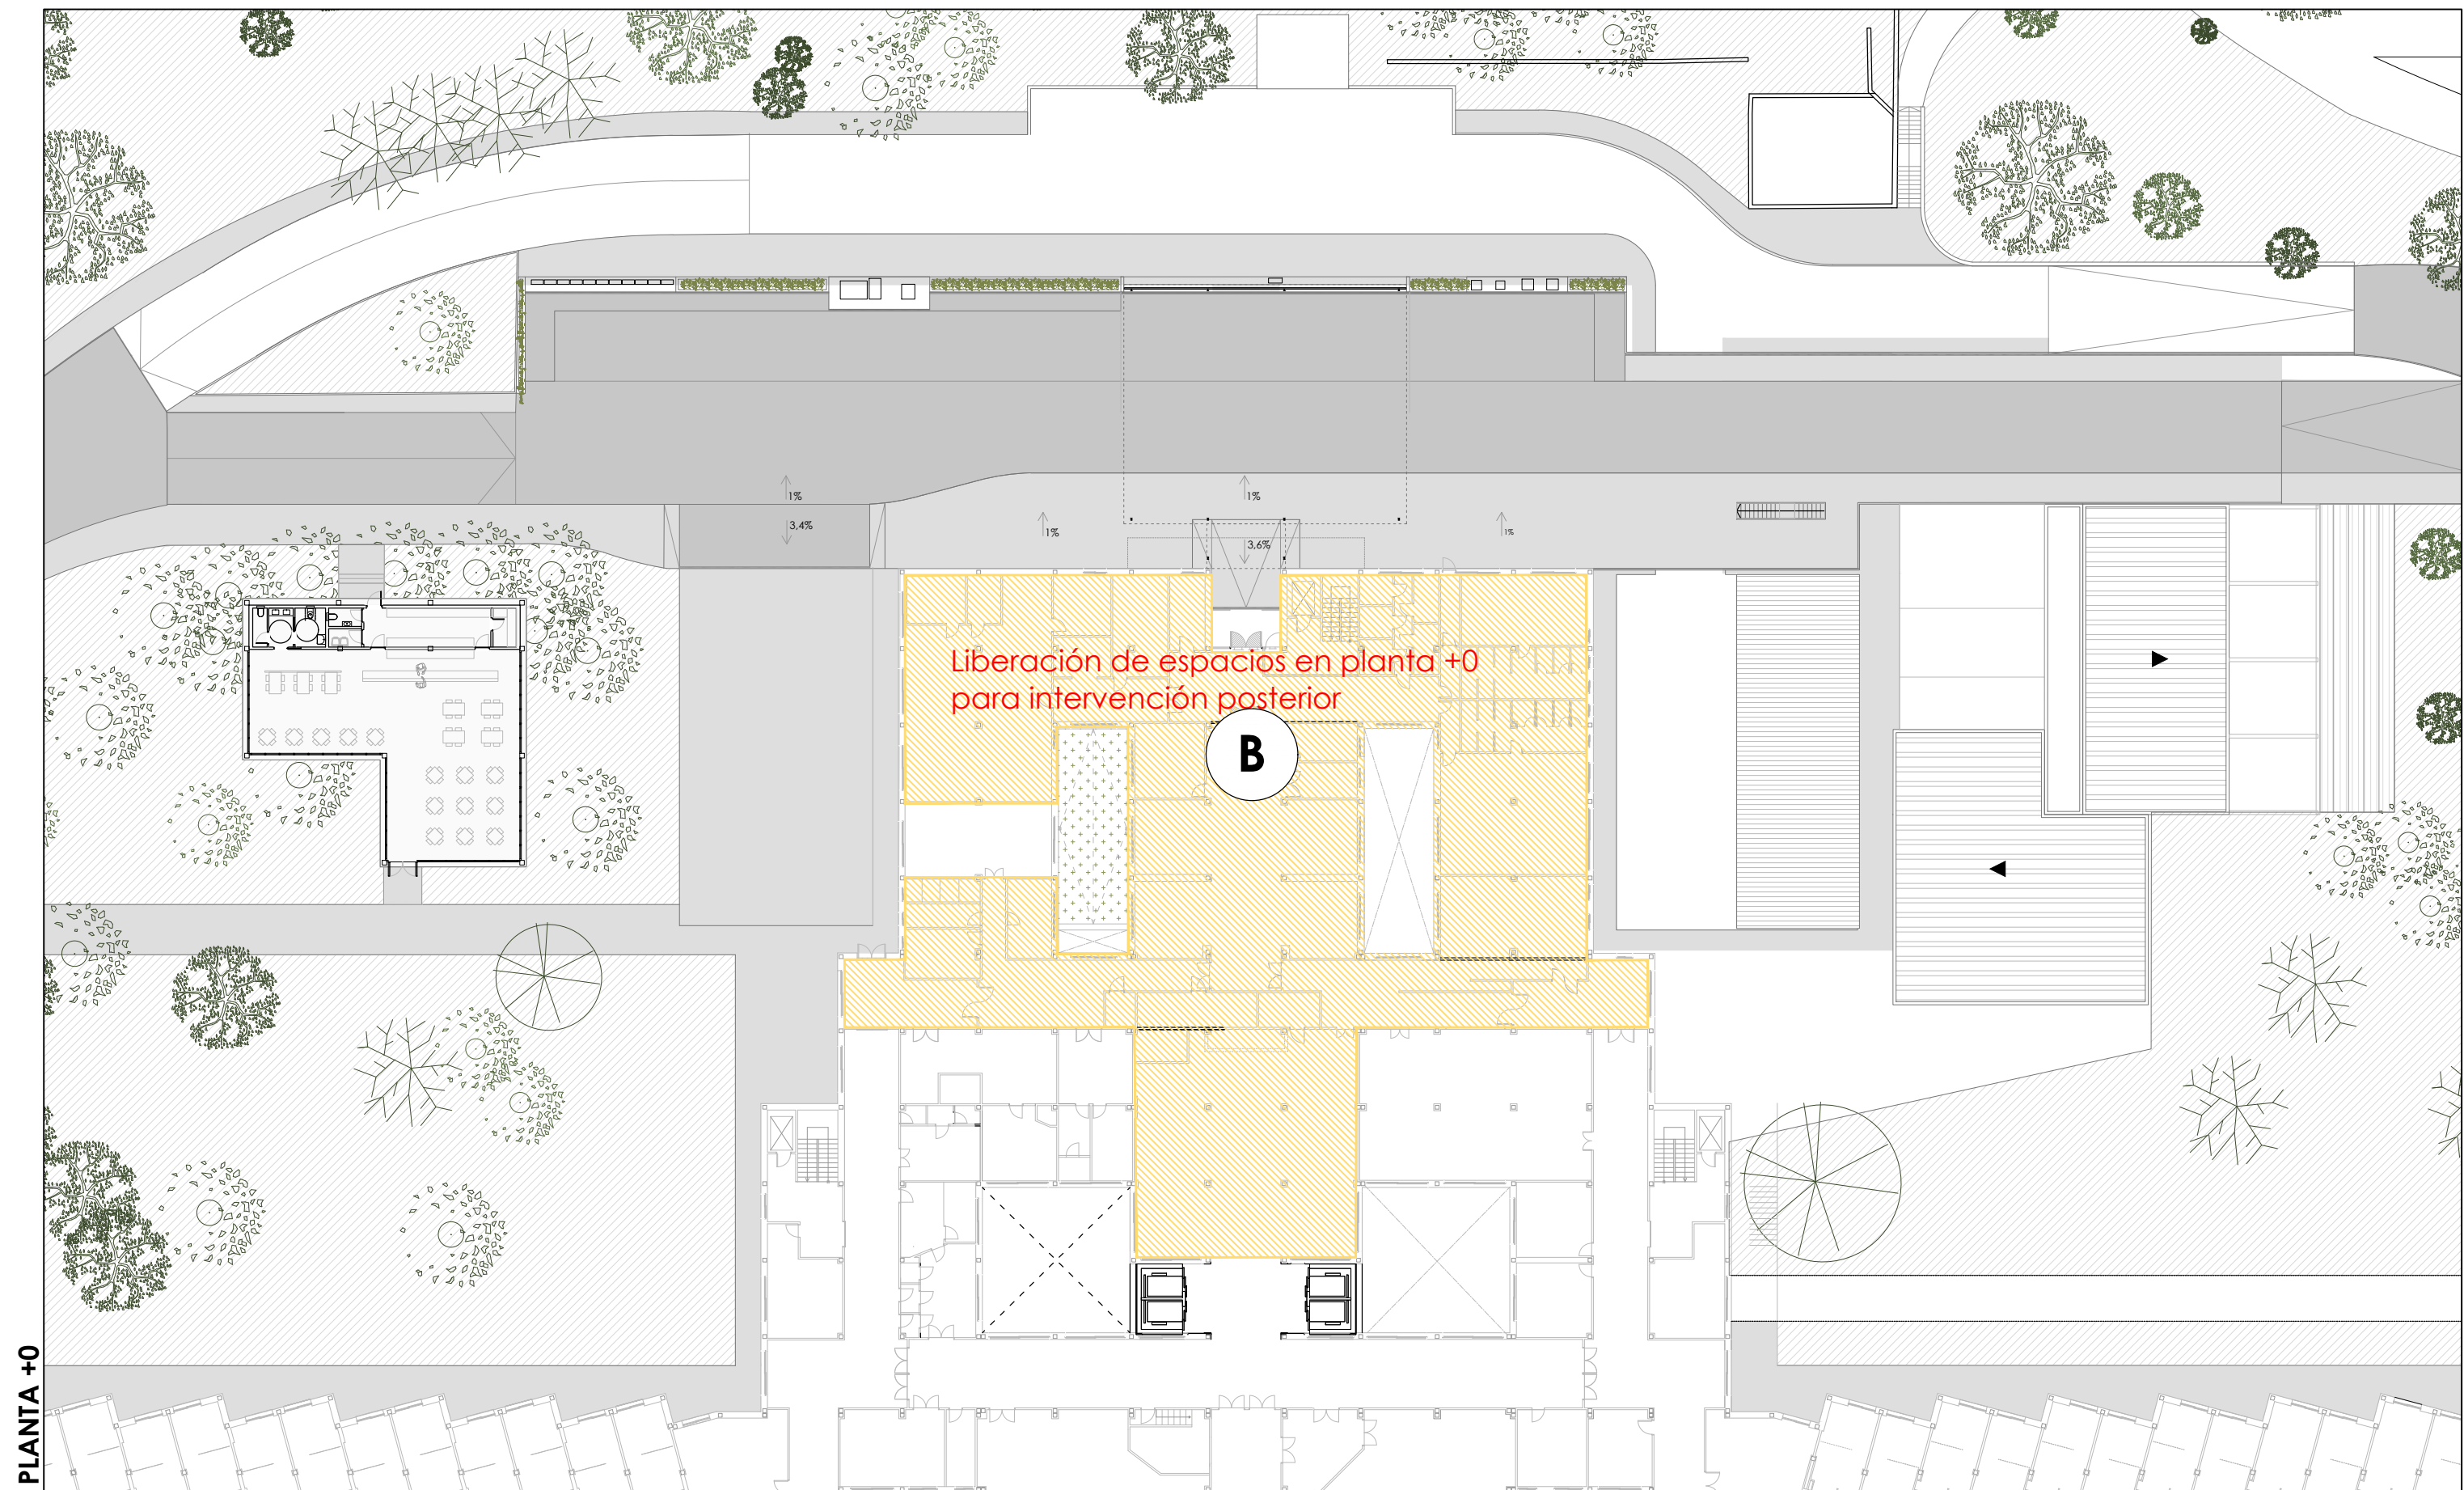 1%
1%
3,4%
1%
1%
3,6%
Liberación de espacios en planta +0
para intervención posterior
B
B
PLANTA +0